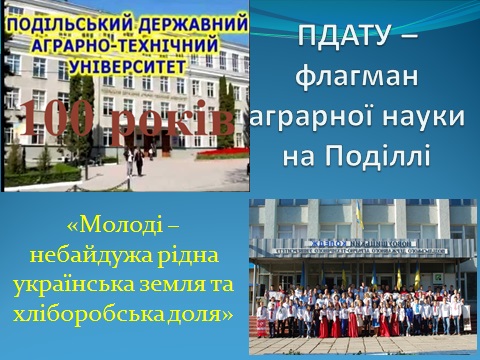 ПОДІЛЬСЬКИЙ ДЕРЖАВНИЙ
АГРАРНО-ТЕХНІЧНИЙ
УНІВЕРСИТЕТ
100 років
ПДАТУ –
флагман
аграрної науки
на Поділлі
«Молоді –
небайдужа рідна
українська земля та
хліборобська доля»